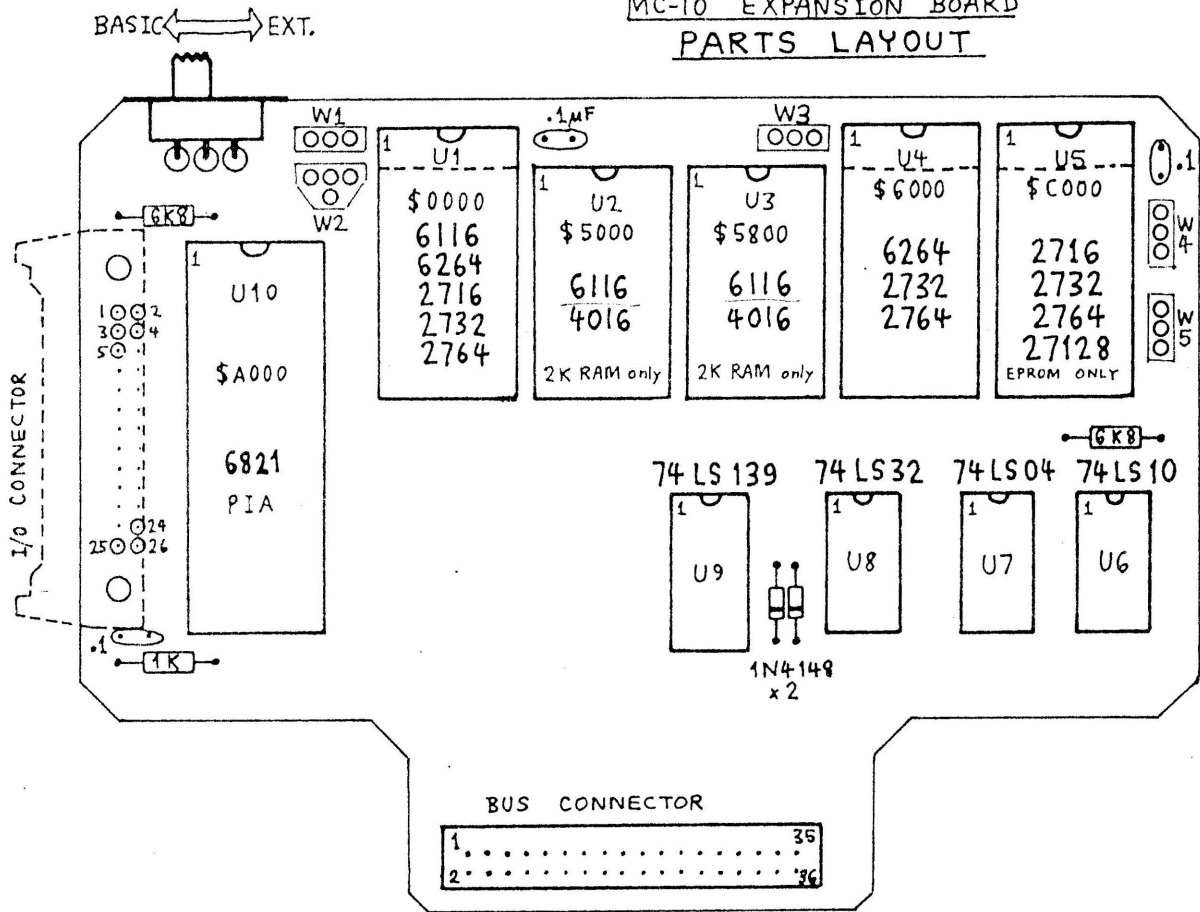 MC-10 EXPANSION BOARD
PARTS LAYOUT
BASIC EXT.
W1
W2
.1µF
W3
.1
W4
W5
1
U1
$0000
6116
6264
2716
2732
2764
1
U2
$5000
6116
4016
2K RAM only
1
U3
$5800
6116
4016
2K RAM only
1
U4
$6000
6264
2732
2764
1
U5
$C000
2716
2732
2764
27128
EPROM ONLY
6K8
I/O CONNECTOR
1 2
3 4
5
24
25 26
1
U10
$A000
6821
PIA
6K8
74LS139
74LS32
74LS04
74LS10
1
U9
1
U8
1
U7
1
U6
1N4148
x 2
.1
1K
BUS CONNECTOR
1 35
2 36